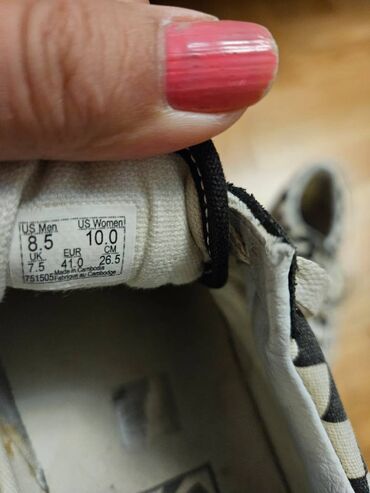 US Men US Women
8.5 10.0
UK EUR CM
7.5 41.0 26.5
Made in Cambodia
751505 Fabriqué au Cambodge